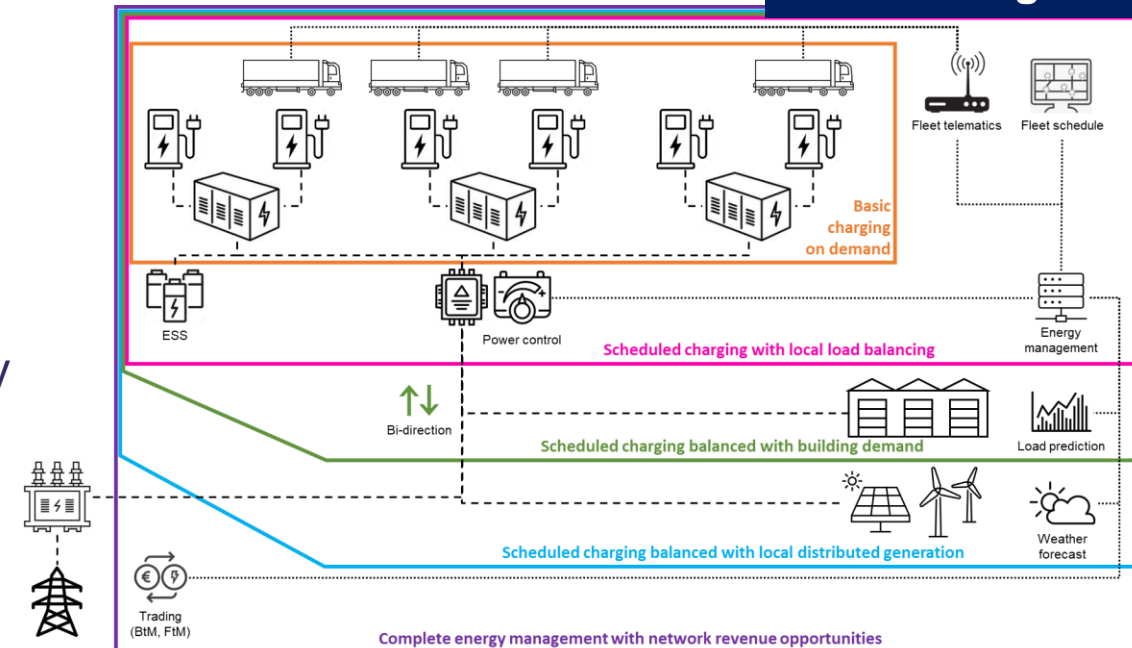 Fleet telematics
Fleet schedule
Basic
charging
on demand
ESS
Power control
Energy
management
Scheduled charging with local load balancing
Bi-direction
Load prediction
Scheduled charging balanced with building demand
Weather
forecast
Scheduled charging balanced with local distributed generation
Trading
(BtM, FtM)
Complete energy management with network revenue opportunities